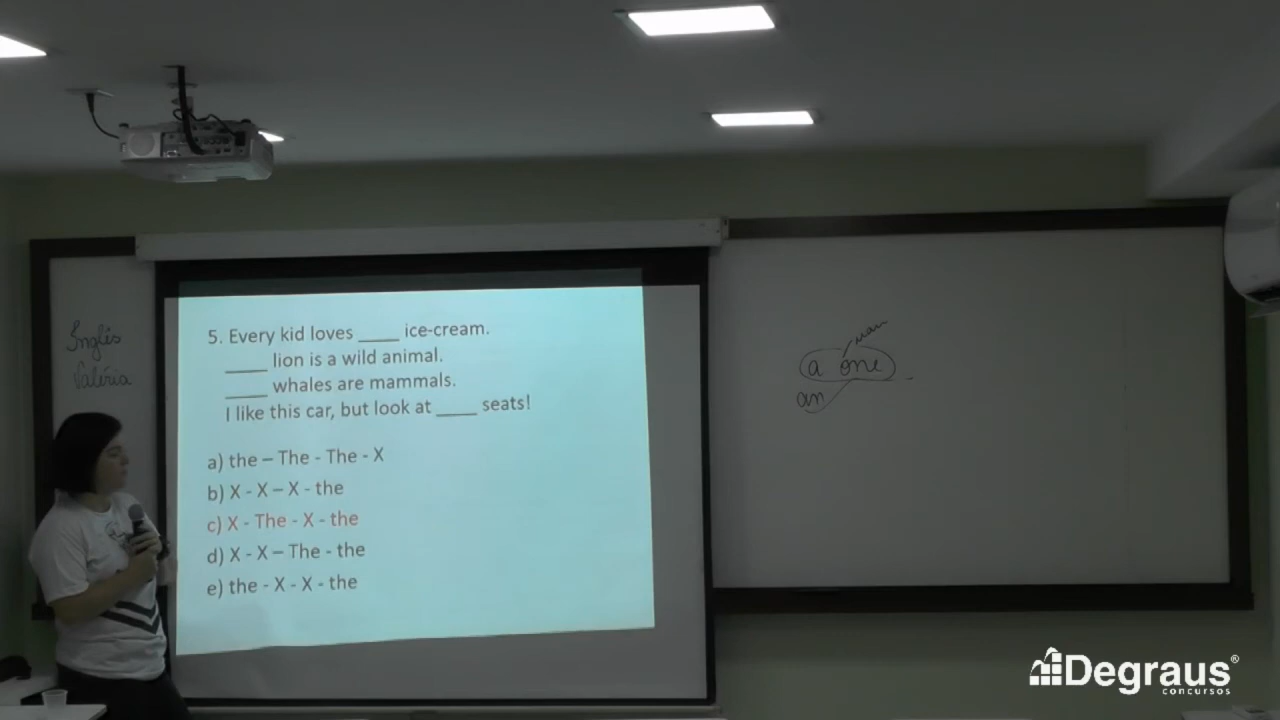 Inglês
Valéria
5. Every kid loves ____ ice-cream.
____ lion is a wild animal.
____ whales are mammals.
I like this car, but look at ____ seats!
a) the – The - The - X
b) X - X – X - the
c) X - The - X - the
d) X - X – The - the
e) the - X - X - the
uau
a one
an
Degraus®
concursos